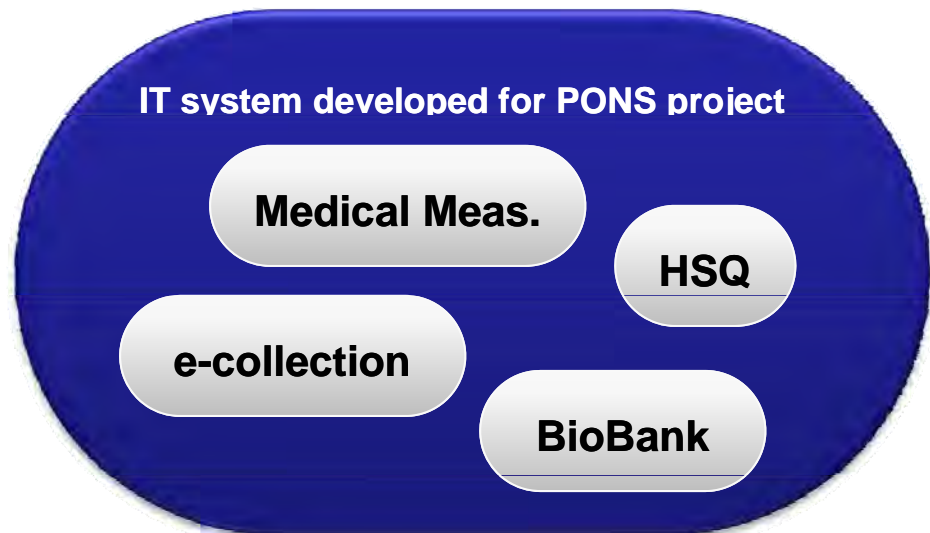 IT system developed for PONS project
Medical Meas.
HSQ
e-collection
BioBank